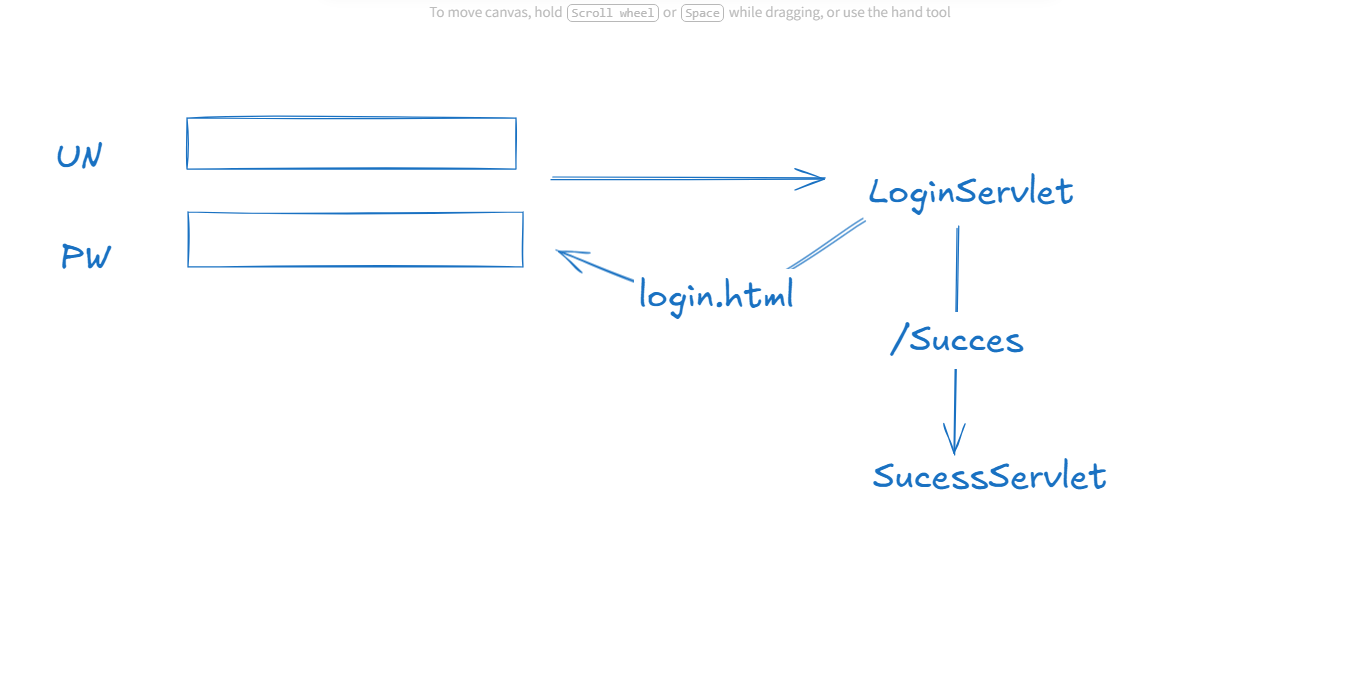 To move canvas, hold Scroll wheel or Space while dragging, or use the hand tool
UN
PW
LoginServlet
login.html
/Succes
SucessServlet